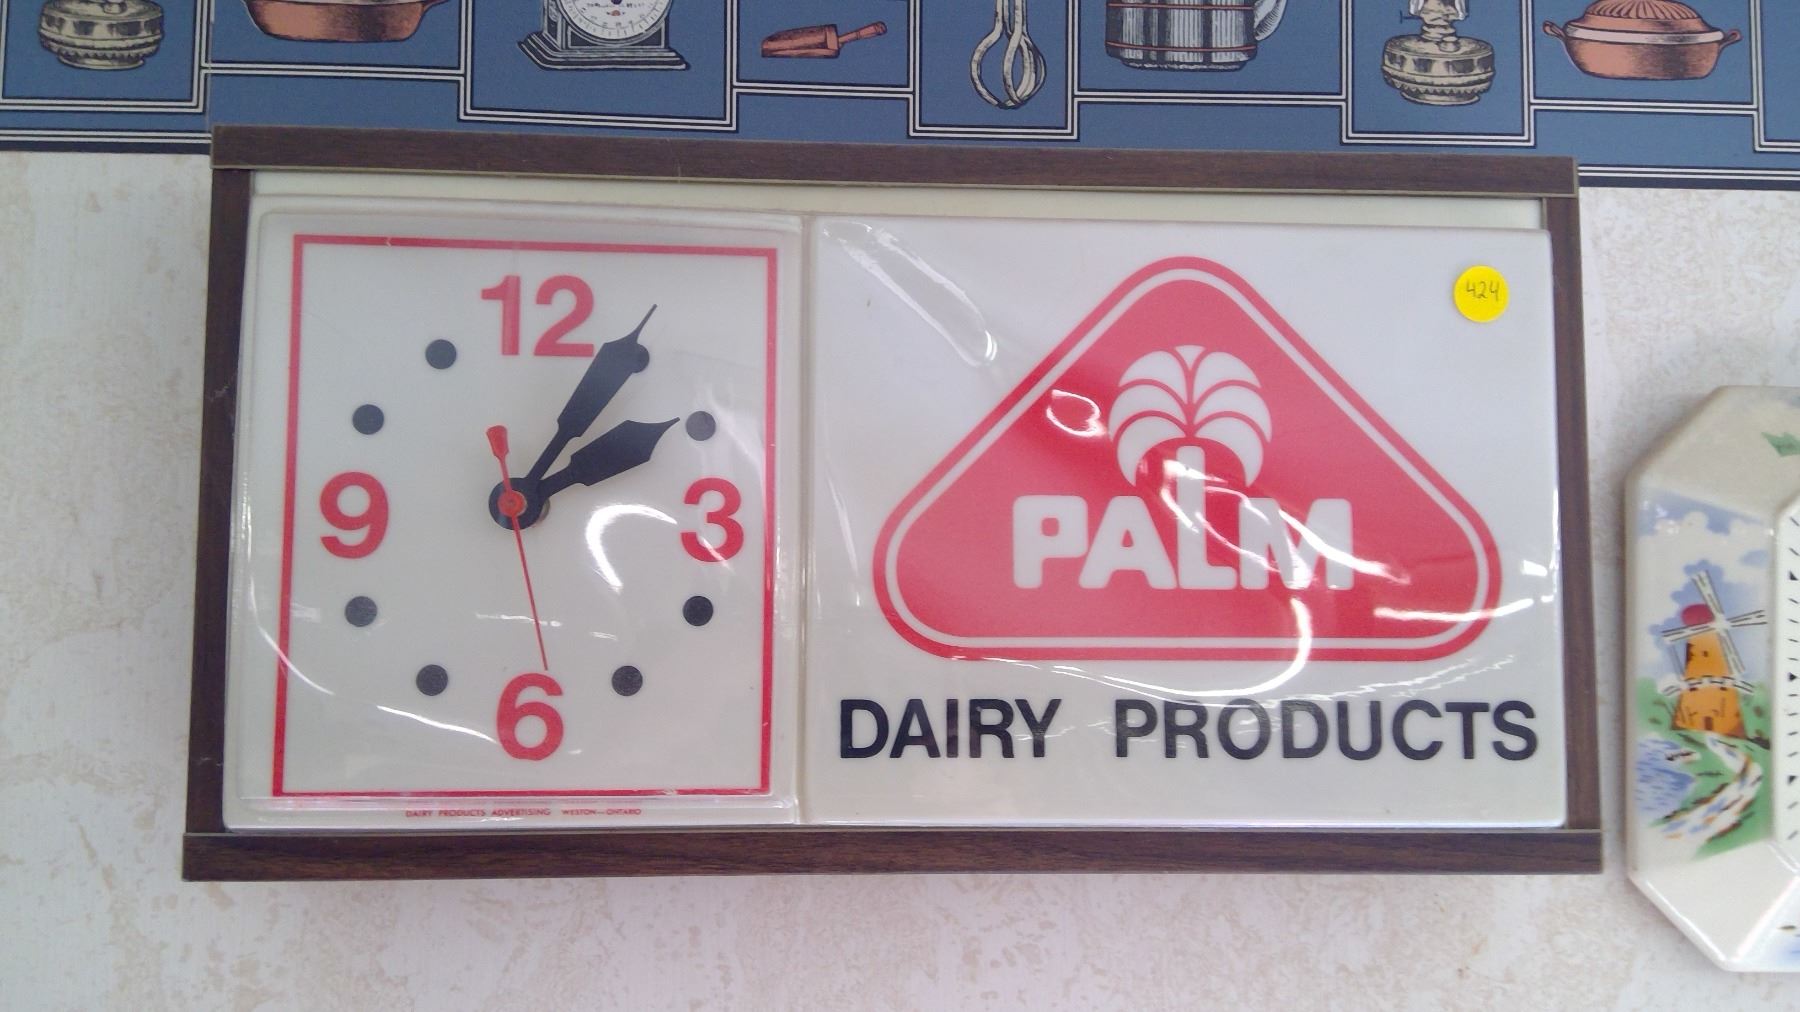 12
9
3
6
DAIRY PRODUCTS ADVERTISING WESTON—ONTARIO
424
PALM
DAIRY PRODUCTS